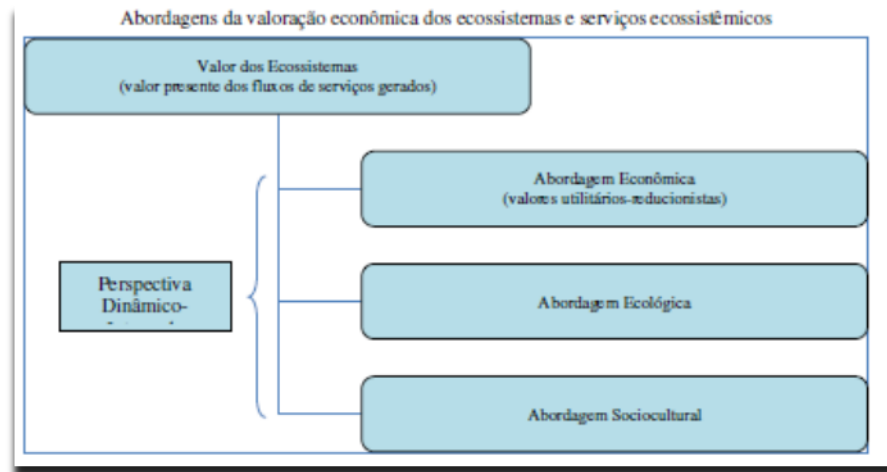 Abordagens da valoração econômica dos ecossistemas e serviços ecossistêmicos
Valor dos Ecossistemas
(valor presente dos fluxos de serviços gerados)
Abordagem Econômica
(valores utilitários-reducionistas)
Perspectiva
Dinâmico-
Abordagem Ecológica
Abordagem Sociocultural